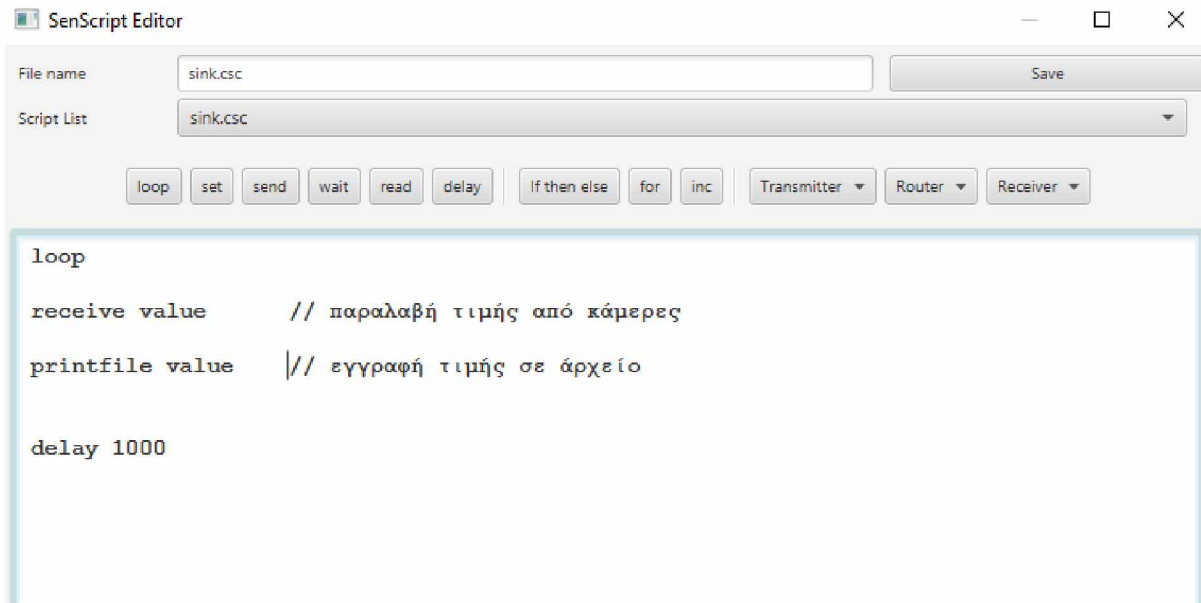 SenScript Editor
File name sink.csc Save
Script List sink.csc
loop set send wait read delay If then else for inc Transmitter Router Receiver
loop
receive value // παραλαβή τιμής από κάμερες
printfile value // εγγραφή τιμής σε άρχείο
delay 1000